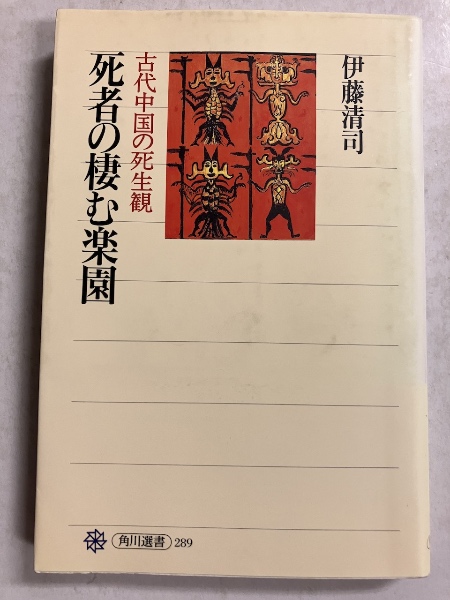 伊藤清司
古代中国の死生観
死者の棲む楽園
角川選書 289